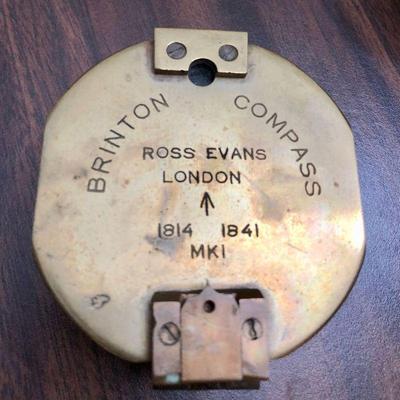 BRINTON COMPASS
ROSS EVANS
LONDON
1814 1841
MK1